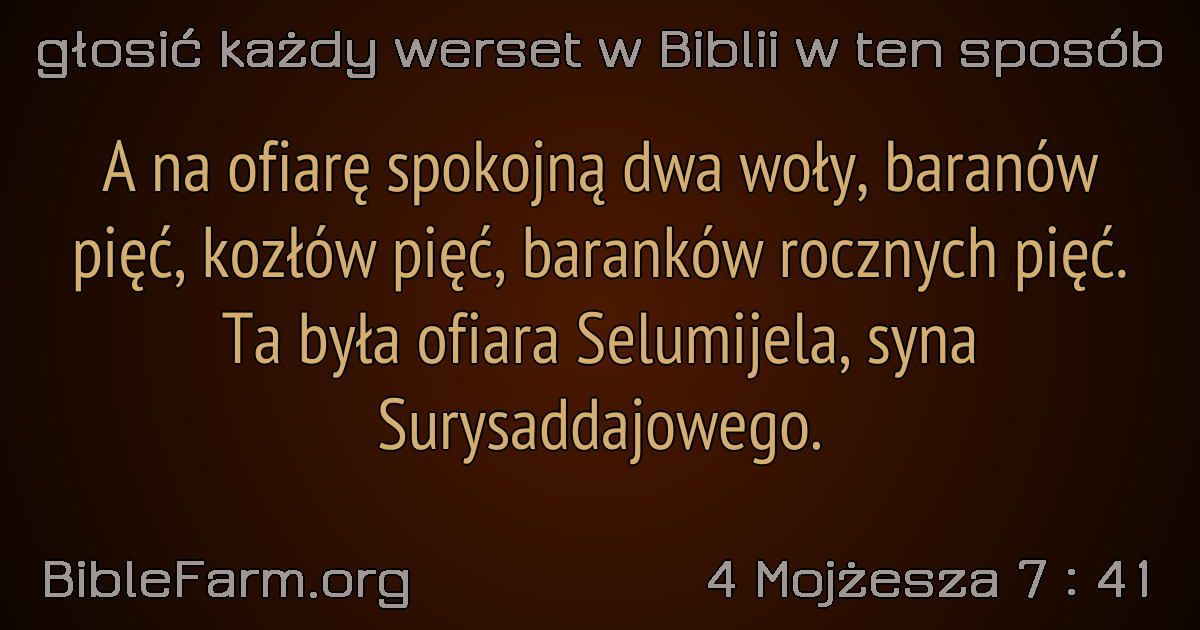 głosić każdy werset w Biblii w ten sposób
A na ofiarę spokojną dwa woły, baranów
pięć, kozłów pięć, baranków rocznych pięć.
Ta była ofiara Selumijela, syna
Surysaddajowego.
BibleFarm.org
4 Mojżesza 7 : 41